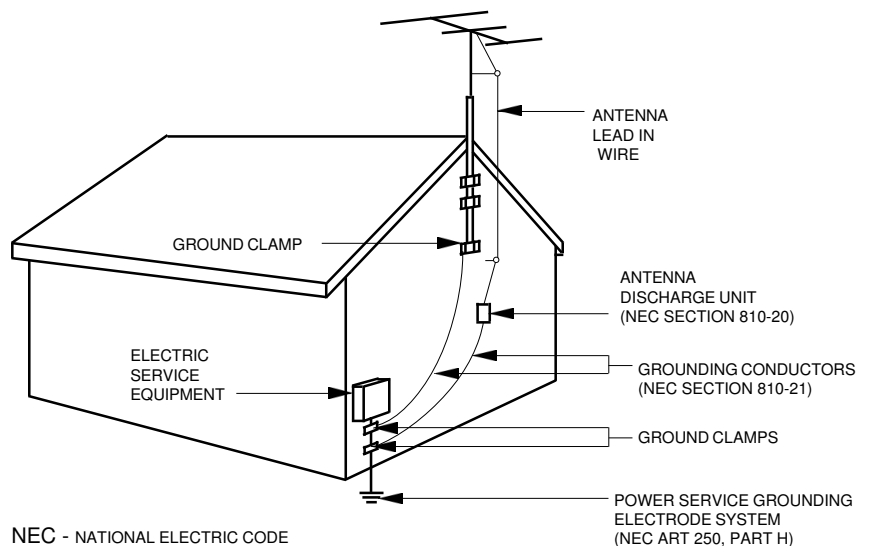 ANTENNA
LEAD IN
WIRE
GROUND CLAMP
ANTENNA
DISCHARGE UNIT
(NEC SECTION 810-20)
ELECTRIC
SERVICE
EQUIPMENT
GROUNDING CONDUCTORS
(NEC SECTION 810-21)
GROUND CLAMPS
POWER SERVICE GROUNDING
ELECTRODE SYSTEM
(NEC ART 250, PART H)
NEC - NATIONAL ELECTRIC CODE